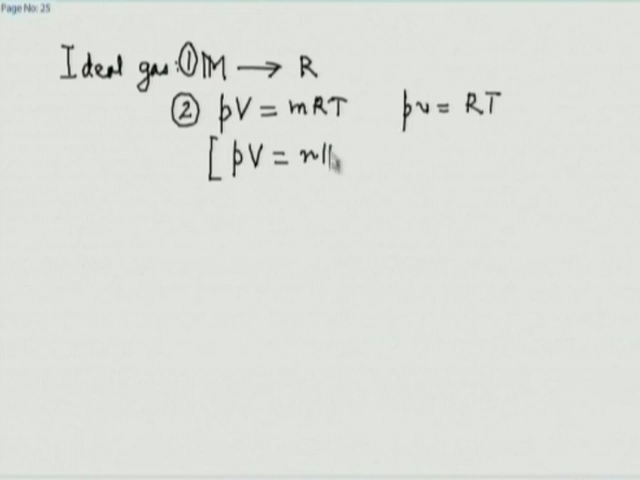 Page No: 25
Ideal gas: ① M → R
② pV = mRT    pv = RT
[ pV = n